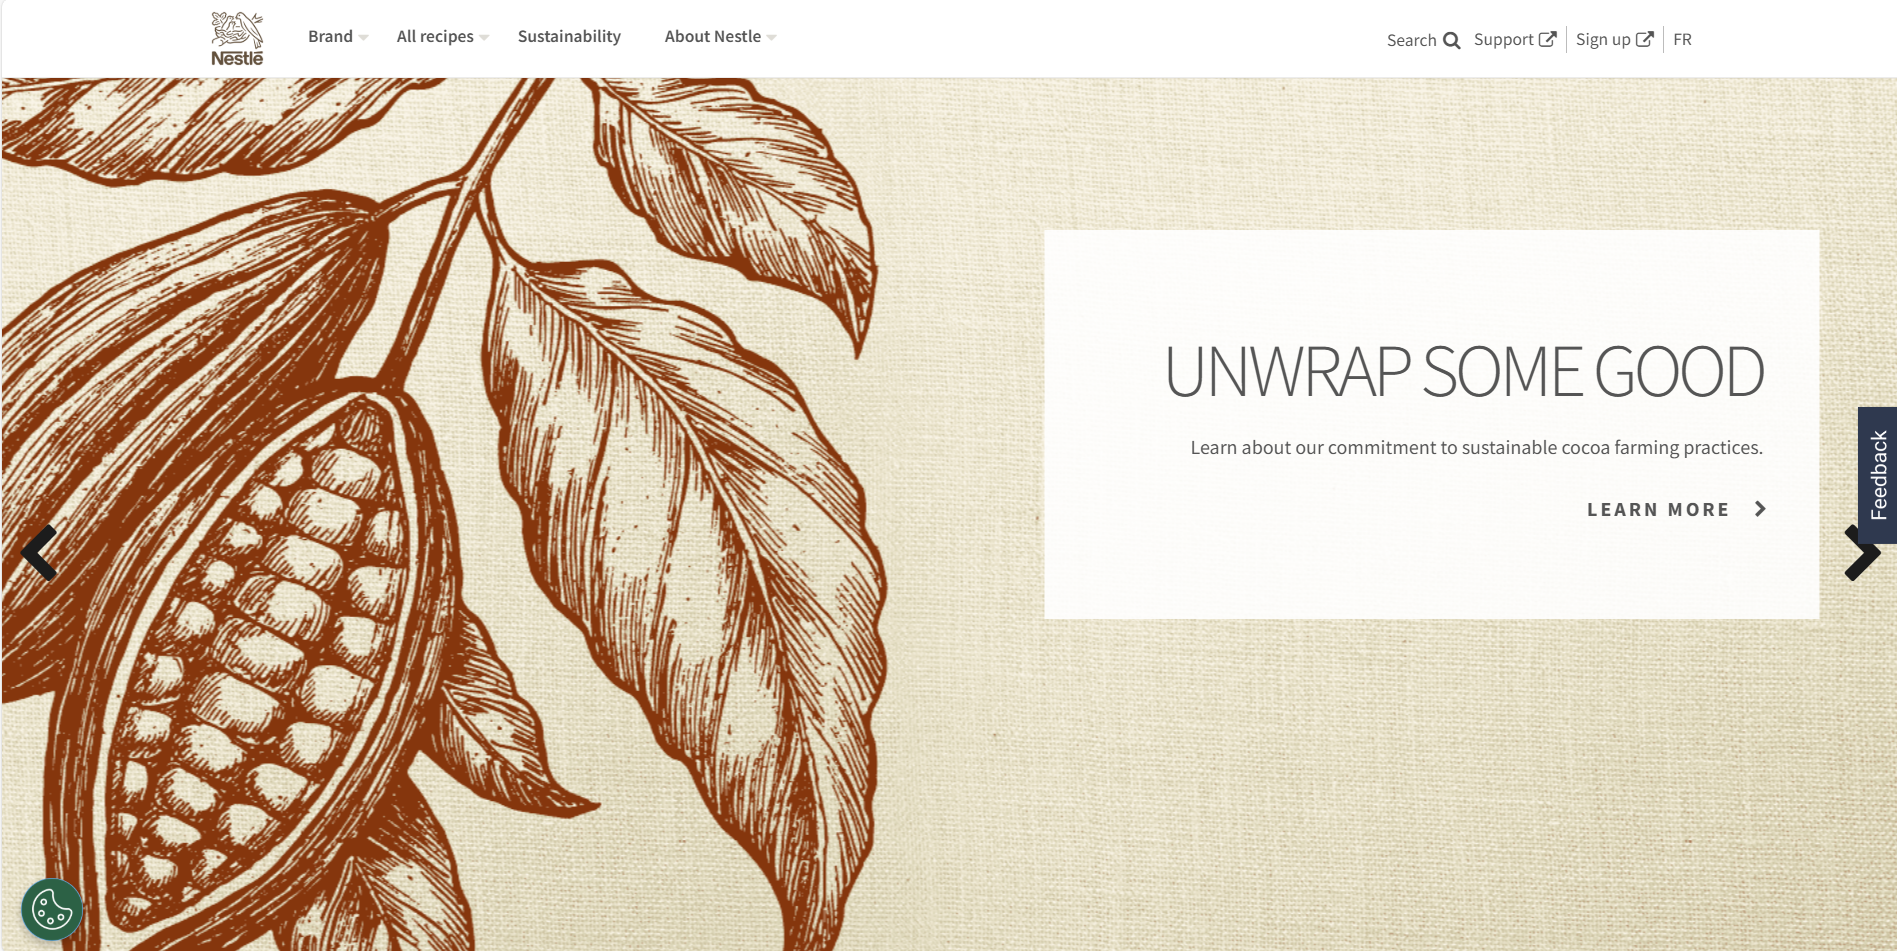 Nestlé
Brand
All recipes
Sustainability
About Nestle
Search
Support
Sign up
FR
UNWRAP SOME GOOD
Learn about our commitment to sustainable cocoa farming practices.
LEARN MORE
Feedback